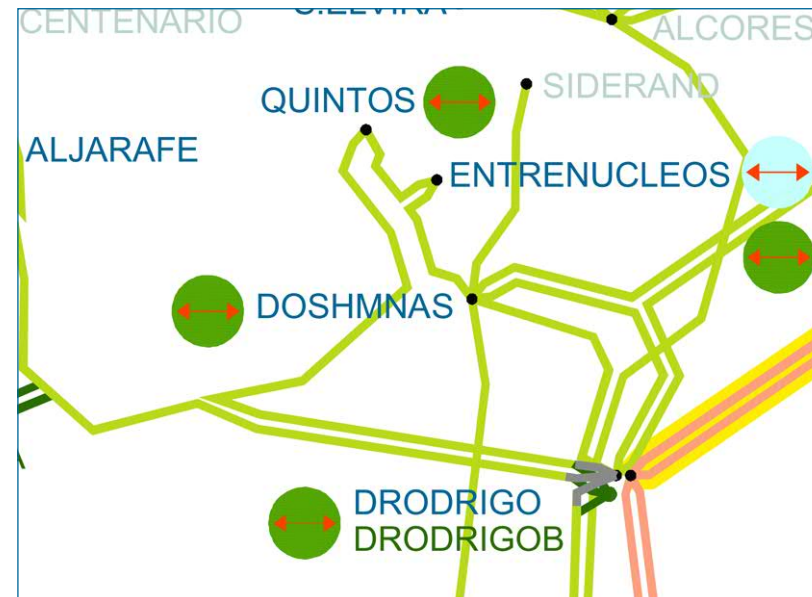 CENTENARIO
ALCORES
QUINTOS
SIDERAND
ALJARAFE
ENTRENUCLEOS
DOSHMNAS
DRODRIGO
DRODRIGOB